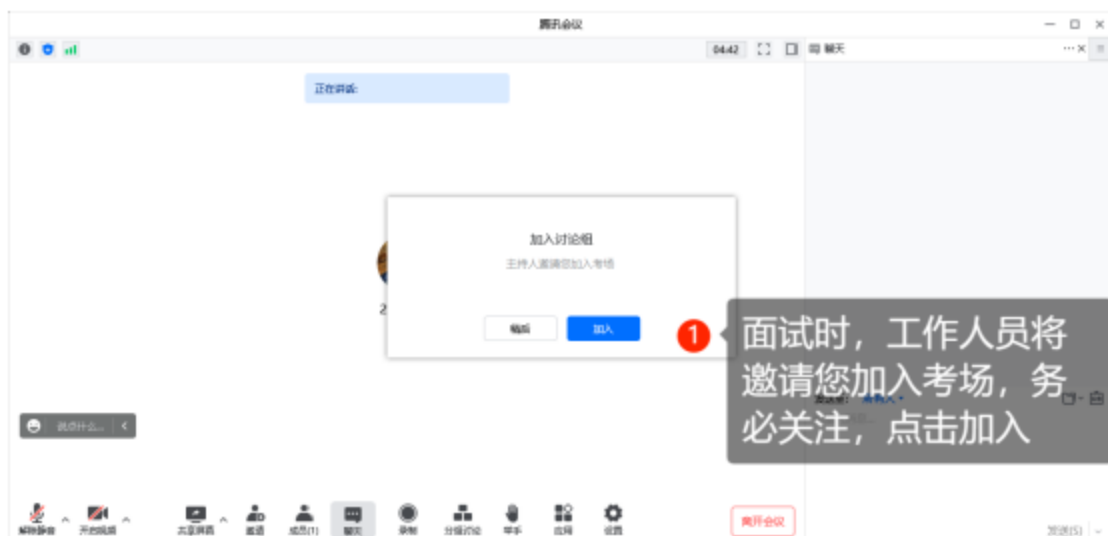 腾讯会议
04:42
聊天
正在讲话:
加入讨论组
主持人邀请您加入考场
稍后
加入
2
1
面试时，工作人员将
邀请您加入考场，务
必关注，点击加入
说点什么...
解除静音
开启视频
共享屏幕
邀请
成员(1)
聊天
录制
分组讨论
举手
应用
设置
离开会议
发送(S)